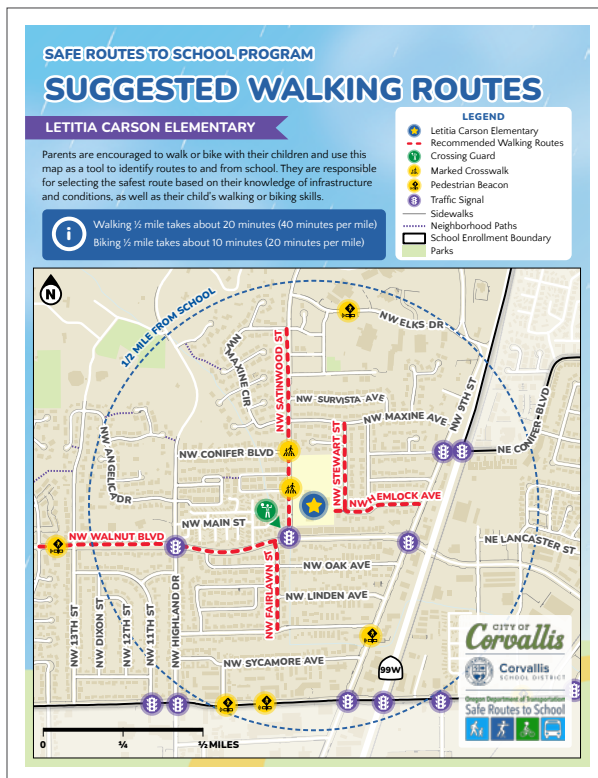 SAFE ROUTES TO SCHOOL PROGRAM
SUGGESTED WALKING ROUTES
LETITIA CARSON ELEMENTARY
Parents are encouraged to walk or bike with their children and use this
map as a tool to identify routes to and from school. They are responsible
for selecting the safest route based on their knowledge of infrastructure
and conditions, as well as their child's walking or biking skills.
i
Walking ½ mile takes about 20 minutes (40 minutes per mile)
Biking ½ mile takes about 10 minutes (20 minutes per mile)
LEGEND
Letitia Carson Elementary
Recommended Walking Routes
Crossing Guard
Marked Crosswalk
Pedestrian Beacon
Traffic Signal
Sidewalks
Neighborhood Paths
School Enrollment Boundary
Parks
N
1/2 MILE FROM SCHOOL
NW ELKS DR
NW MAXINE CIR
NW SATINWOOD ST
NW SURVISTA AVE
NW MAXINE AVE
NW 9TH ST
NE CONIFER BLVD
NW STEWART ST
NW CONIFER BLVD
NW ANGELICA DR
NW HEMLOCK AVE
NW MAIN ST
NW WALNUT BLVD
NE LANCASTER ST
NW OAK AVE
NW FAIRLAWN ST
NW LINDEN AVE
NW 13TH ST
NW DIXON ST
NW 12TH ST
NW 11TH ST
NW HIGHLAND DR
NW SYCAMORE AVE
99W
CITY OF
Corvallis
Corvallis
SCHOOL DISTRICT
Oregon Department of Transportation
Safe Routes to School
0 ¼ ½ MILES